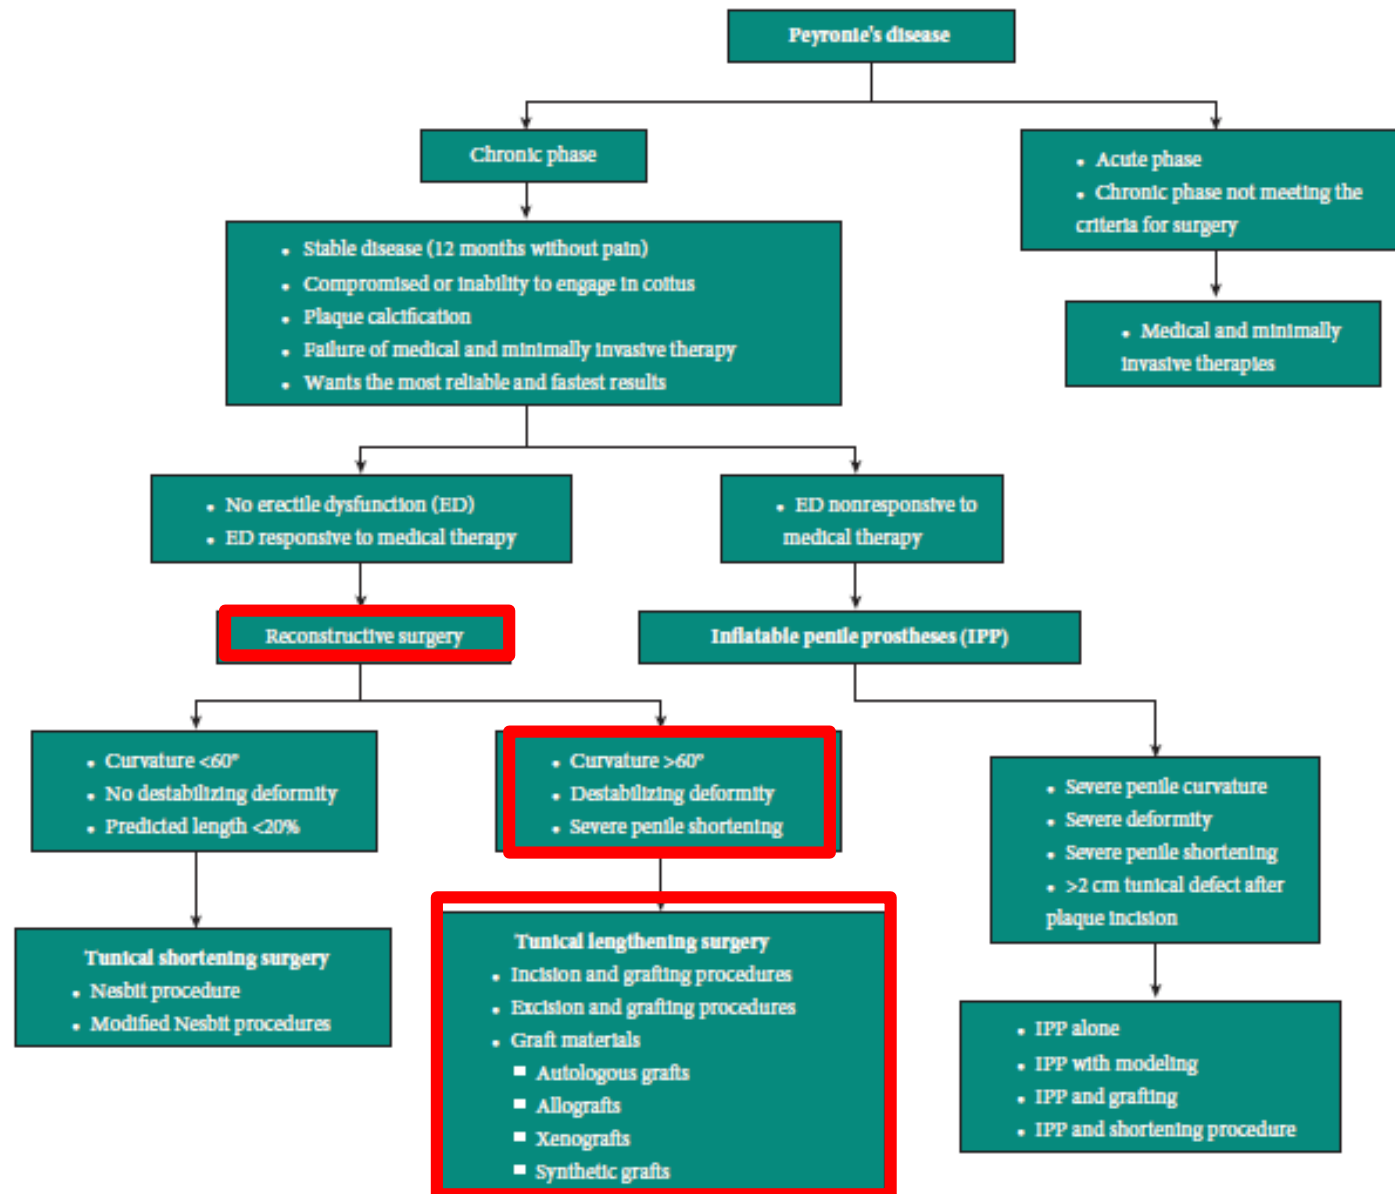 Peyronie's disease
Chronic phase
• Acute phase
• Chronic phase not meeting the
criteria for surgery
• Stable disease (12 months without pain)
• Compromised or inability to engage in coitus
• Plaque calcification
• Failure of medical and minimally invasive therapy
• Wants the most reliable and fastest results
• Medical and minimally
invasive therapies
• No erectile dysfunction (ED)
• ED responsive to medical therapy
• ED nonresponsive to
medical therapy
Reconstructive surgery
Inflatable penile prostheses (IPP)
• Curvature <60°
• No destabilizing deformity
• Predicted length <20%
• Curvature >60°
• Destabilizing deformity
• Severe penile shortening
• Severe penile curvature
• Severe deformity
• Severe penile shortening
• >2 cm tunical defect after
plaque incision
Tunical shortening surgery
• Nesbit procedure
• Modified Nesbit procedures
Tunical lengthening surgery
• Incision and grafting procedures
• Excision and grafting procedures
• Graft materials
■ Autologous grafts
■ Allografts
■ Xenografts
■ Synthetic grafts
• IPP alone
• IPP with modeling
• IPP and grafting
• IPP and shortening procedure